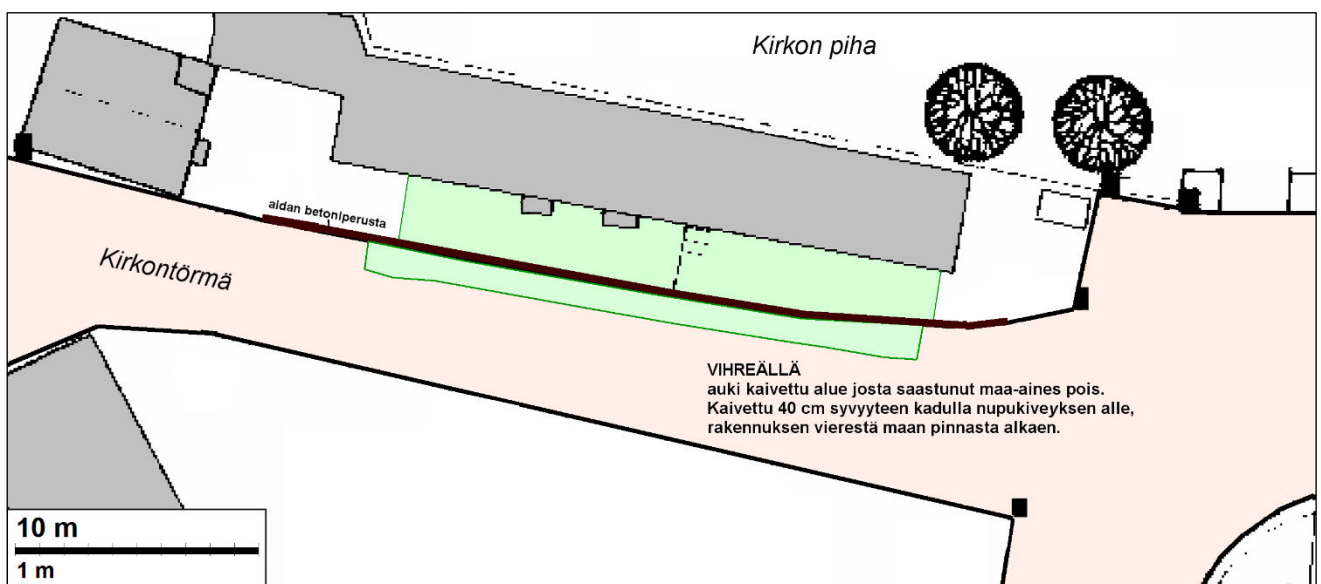 Kirkon piha
aidan betoniperusta
Kirkontörmä
VIHREÄLLÄ
auki kaivettu alue josta saastunut maa-aines pois.
Kaivettu 40 cm syvyyteen kadulla nupukiveyksen alle,
rakennuksen vierestä maan pinnasta alkaen.
10 m
1 m